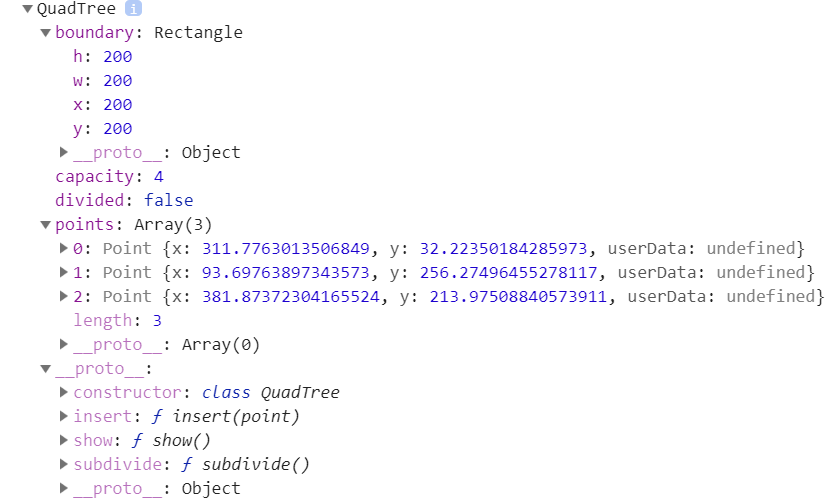 QuadTree i
boundary: Rectangle
h: 200
w: 200
x: 200
y: 200
__proto__: Object
capacity: 4
divided: false
points: Array(3)
0: Point {x: 311.7763013506849, y: 32.22350184285973, userData: undefined}
1: Point {x: 93.69763897343573, y: 256.27496455278117, userData: undefined}
2: Point {x: 381.87372304165524, y: 213.97508840573911, userData: undefined}
length: 3
__proto__: Array(0)
__proto__:
constructor: class QuadTree
insert: ƒ insert(point)
show: ƒ show()
subdivide: ƒ subdivide()
__proto__: Object